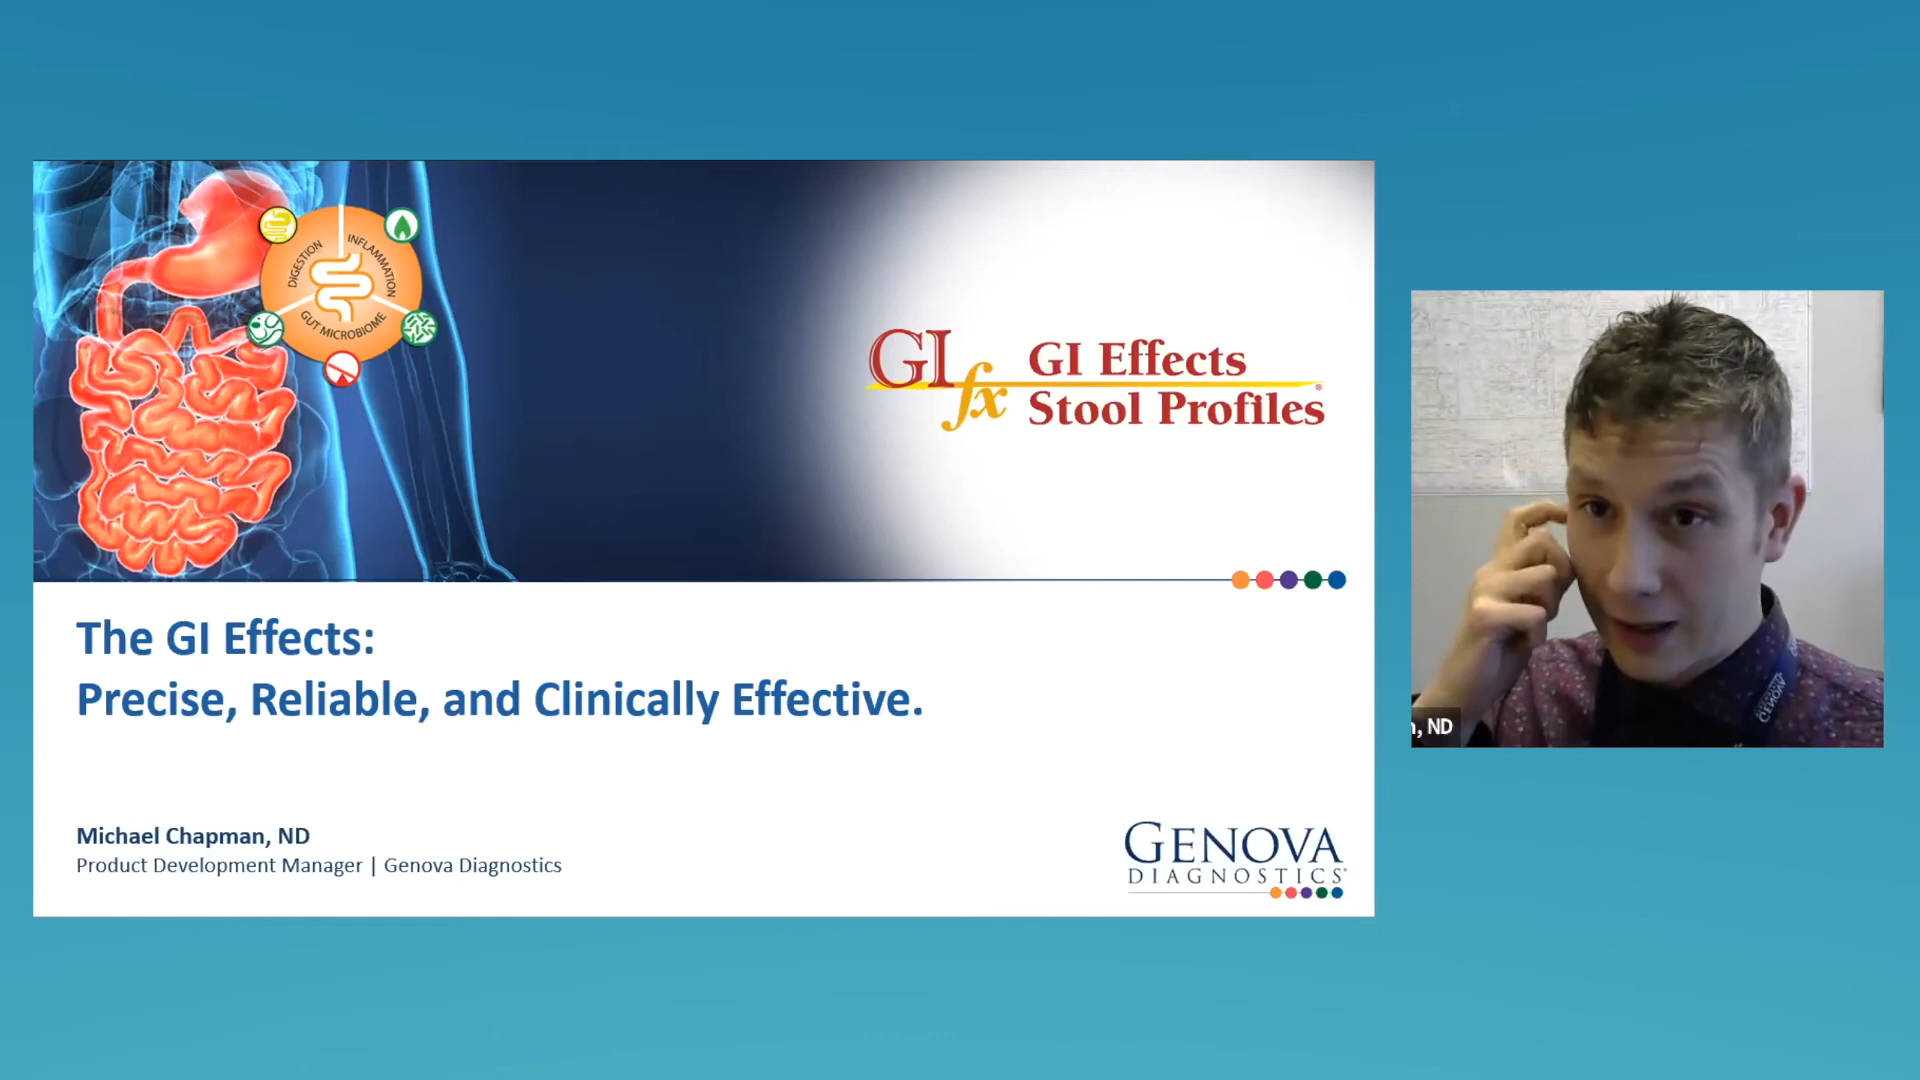 DIGESTION
INFLAMMATION
GUT MICROBIOME
GI fx
GI Effects
Stool Profiles®
The GI Effects:
Precise, Reliable, and Clinically Effective.
Michael Chapman, ND
Product Development Manager | Genova Diagnostics
GENOVA
DIAGNOSTICS®
, ND
GENOVA